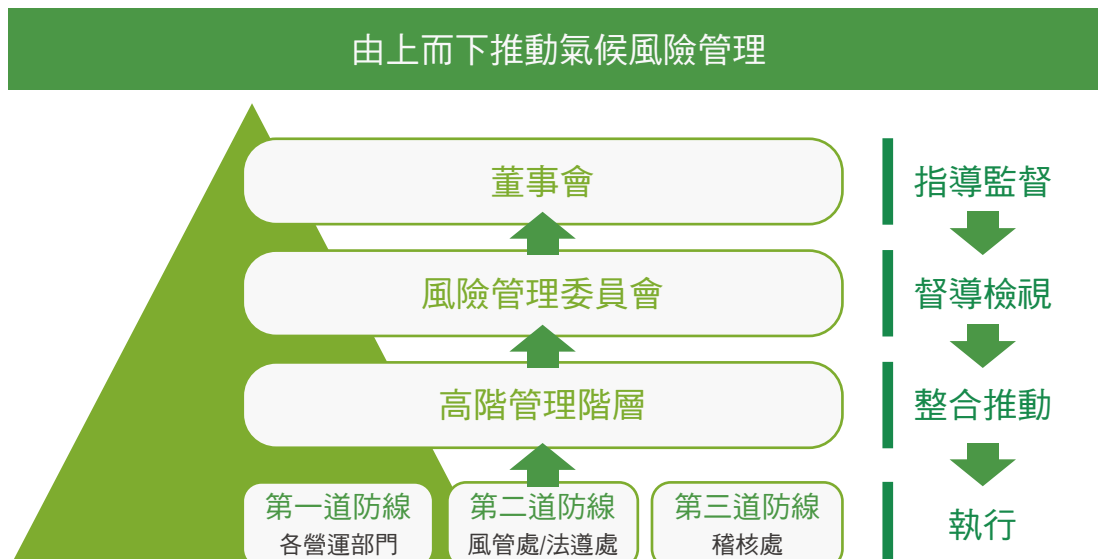 由上而下推動氣候風險管理
董事會
指導監督
風險管理委員會
督導檢視
高階管理階層
整合推動
第一道防線
各營運部門
第二道防線
風管處/法遵處
第三道防線
稽核處
執行